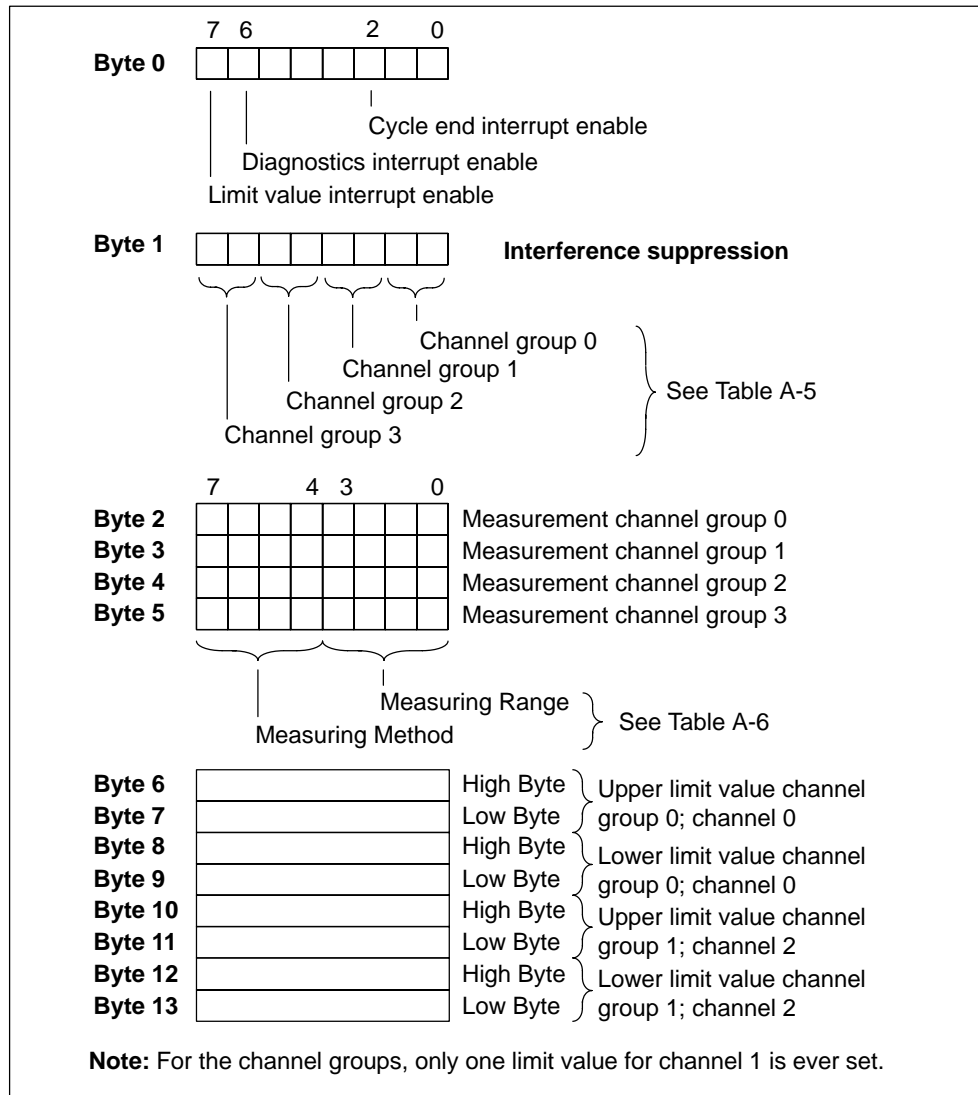 7 6 2 0
Byte 0
Cycle end interrupt enable
Diagnostics interrupt enable
Limit value interrupt enable
Byte 1 Interference suppression
Channel group 0
Channel group 1
Channel group 2
Channel group 3
See Table A-5
7 4 3 0
Byte 2 Measurement channel group 0
Byte 3 Measurement channel group 1
Byte 4 Measurement channel group 2
Byte 5 Measurement channel group 3
Measuring Range
Measuring Method
See Table A-6
Byte 6 High Byte Upper limit value channel
Byte 7 Low Byte group 0; channel 0
Byte 8 High Byte Lower limit value channel
Byte 9 Low Byte group 0; channel 0
Byte 10 High Byte Upper limit value channel
Byte 11 Low Byte group 1; channel 2
Byte 12 High Byte Lower limit value channel
Byte 13 Low Byte group 1; channel 2
Note: For the channel groups, only one limit value for channel 1 is ever set.